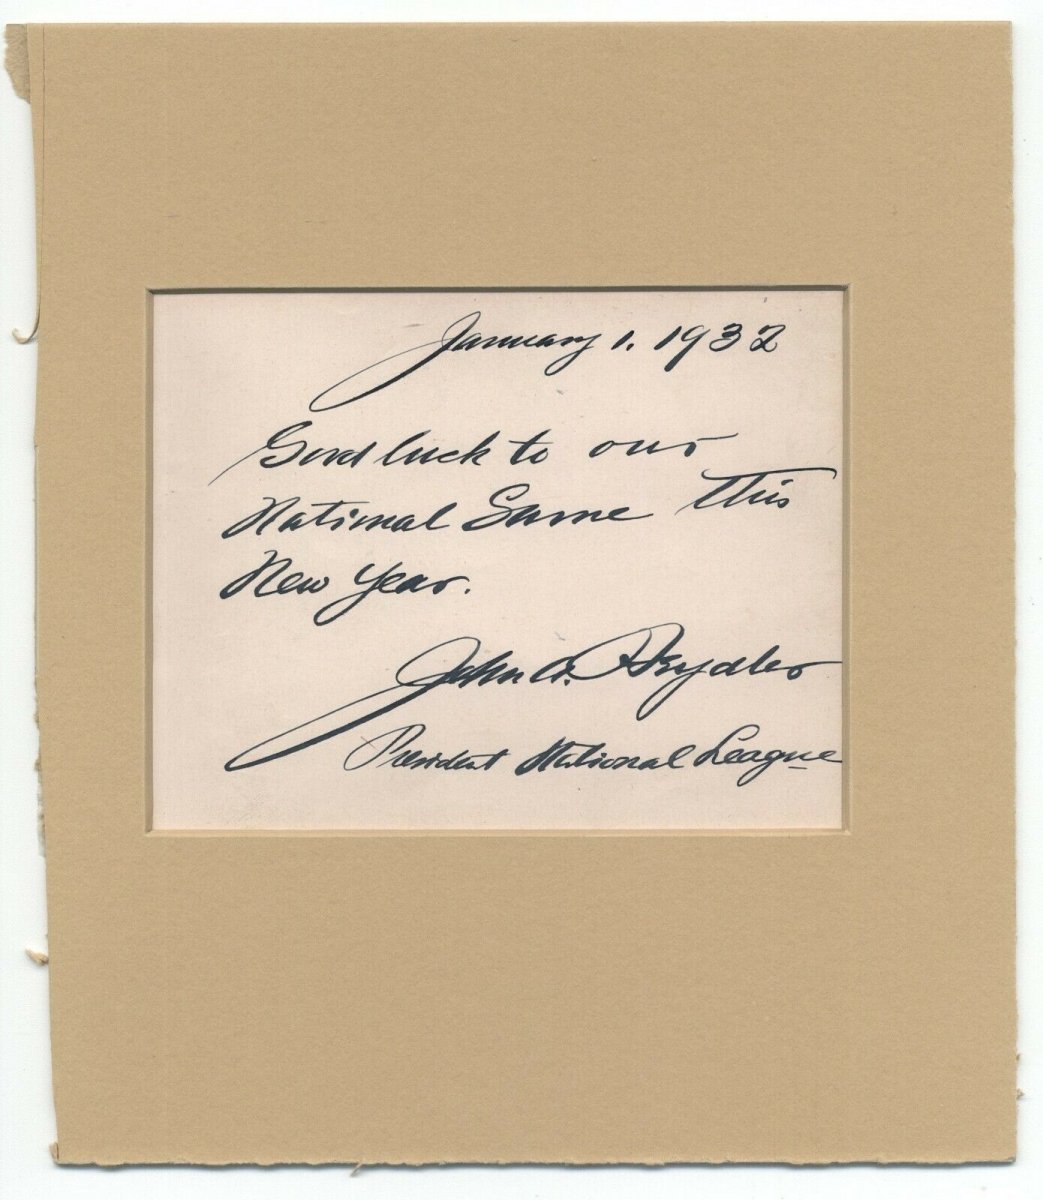 January 1. 1932
Good luck to our
National Game this
New Year.
John A. Heydler
President National League